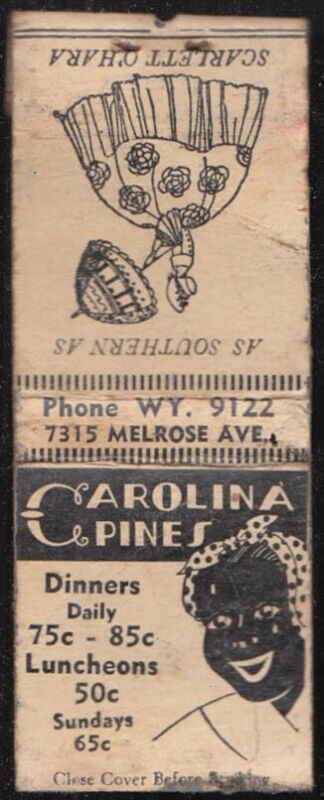 SCARLETT O'HARA
AS SOUTHERN AS
Phone WY. 9122
7315 MELROSE AVE.
CAROLINA
PINES
Dinners
Daily
75c - 85c
Luncheons
50c
Sundays
65c
Close Cover Before Striking